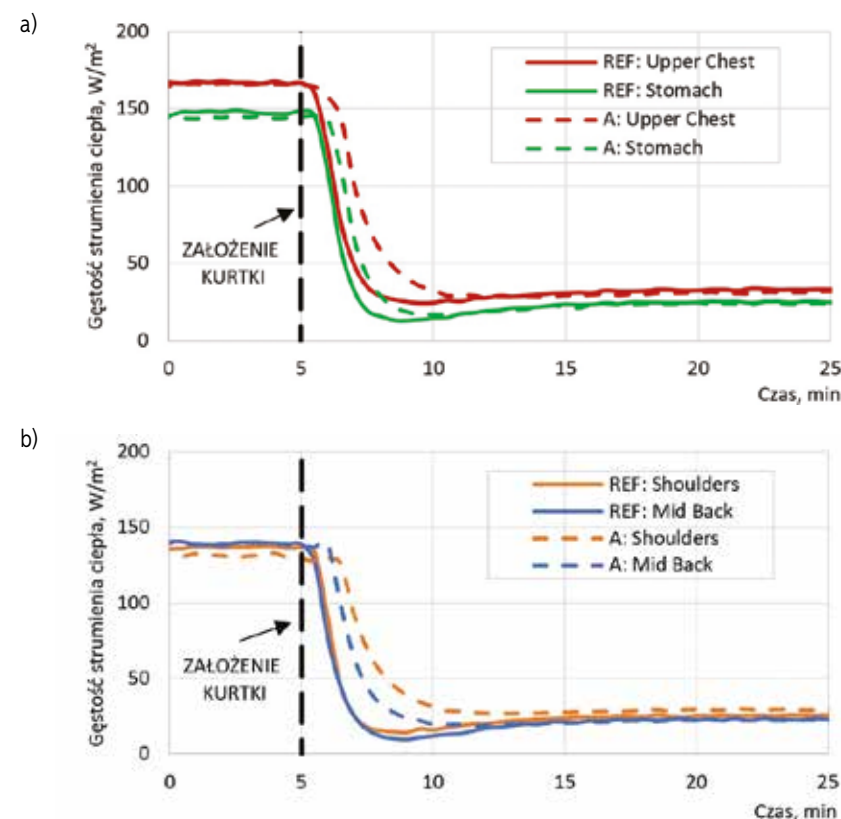 a)
Gęstość strumienia ciepła, W/m²
200
150
100
50
0
REF: Upper Chest
REF: Stomach
A: Upper Chest
A: Stomach
ZAŁOŻENIE
KURTKI
0 5 10 15 20 25
Czas, min
b)
Gęstość strumienia ciepła, W/m²
200
150
100
50
0
REF: Shoulders
REF: Mid Back
A: Shoulders
A: Mid Back
ZAŁOŻENIE
KURTKI
0 5 10 15 20 25
Czas, min